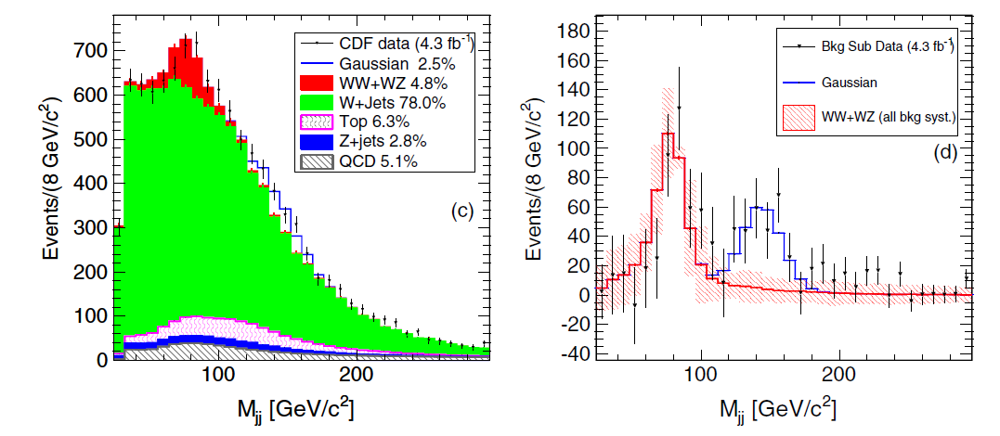 700
600
500
400
300
200
100
0
Events/(8 GeV/c²)
CDF data (4.3 fb⁻¹)
Gaussian 2.5%
WW+WZ 4.8%
W+Jets 78.0%
Top 6.3%
Z+jets 2.8%
QCD 5.1%
(c)
100
200
M_jj [GeV/c²]
180
160
140
120
100
80
60
40
20
0
-20
-40
Events/(8 GeV/c²)
Bkg Sub Data (4.3 fb⁻¹)
Gaussian
WW+WZ (all bkg syst.)
(d)
100
200
M_jj [GeV/c²]